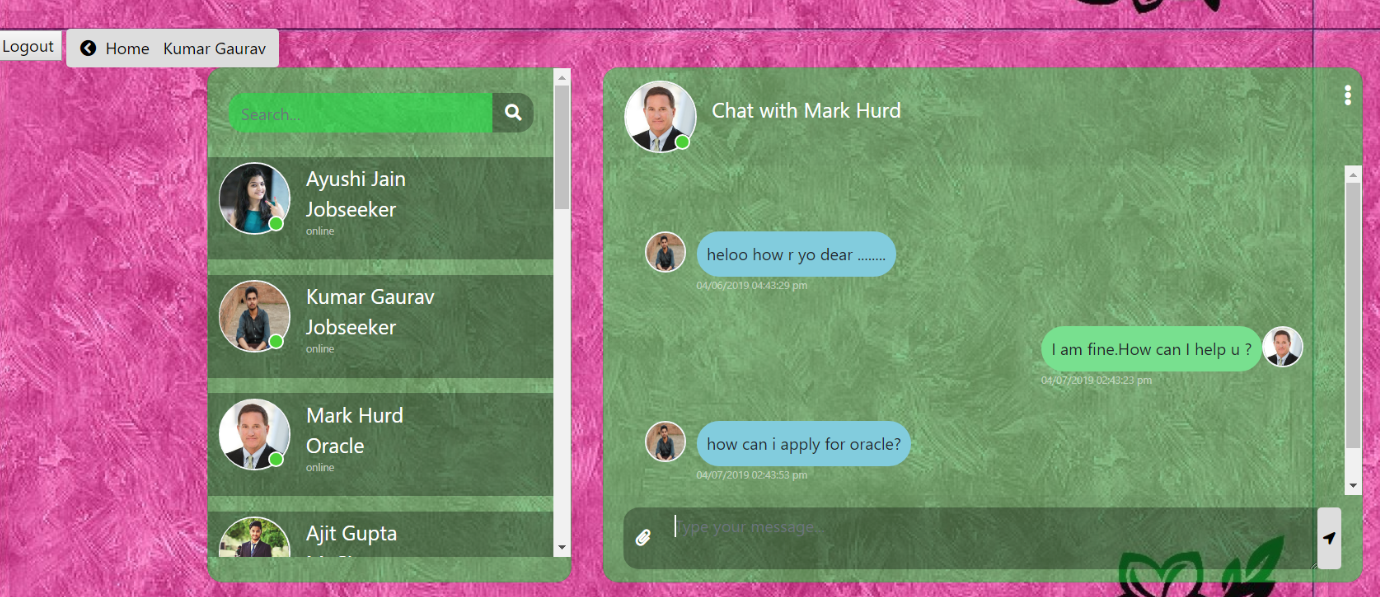 Logout
Home Kumar Gaurav
Search...
Ayushi Jain
Jobseeker
online
Kumar Gaurav
Jobseeker
online
Mark Hurd
Oracle
online
Ajit Gupta
Chat with Mark Hurd
heloo how r yo dear ........
04/06/2019 04:43:29 pm
I am fine.How can I help u ?
04/07/2019 02:43:23 pm
how can i apply for oracle?
04/07/2019 02:43:53 pm
Type your message...